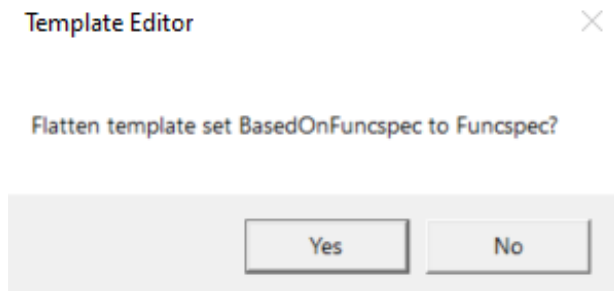 Template Editor
Flatten template set BasedOnFuncspec to Funcspec?
Yes
No